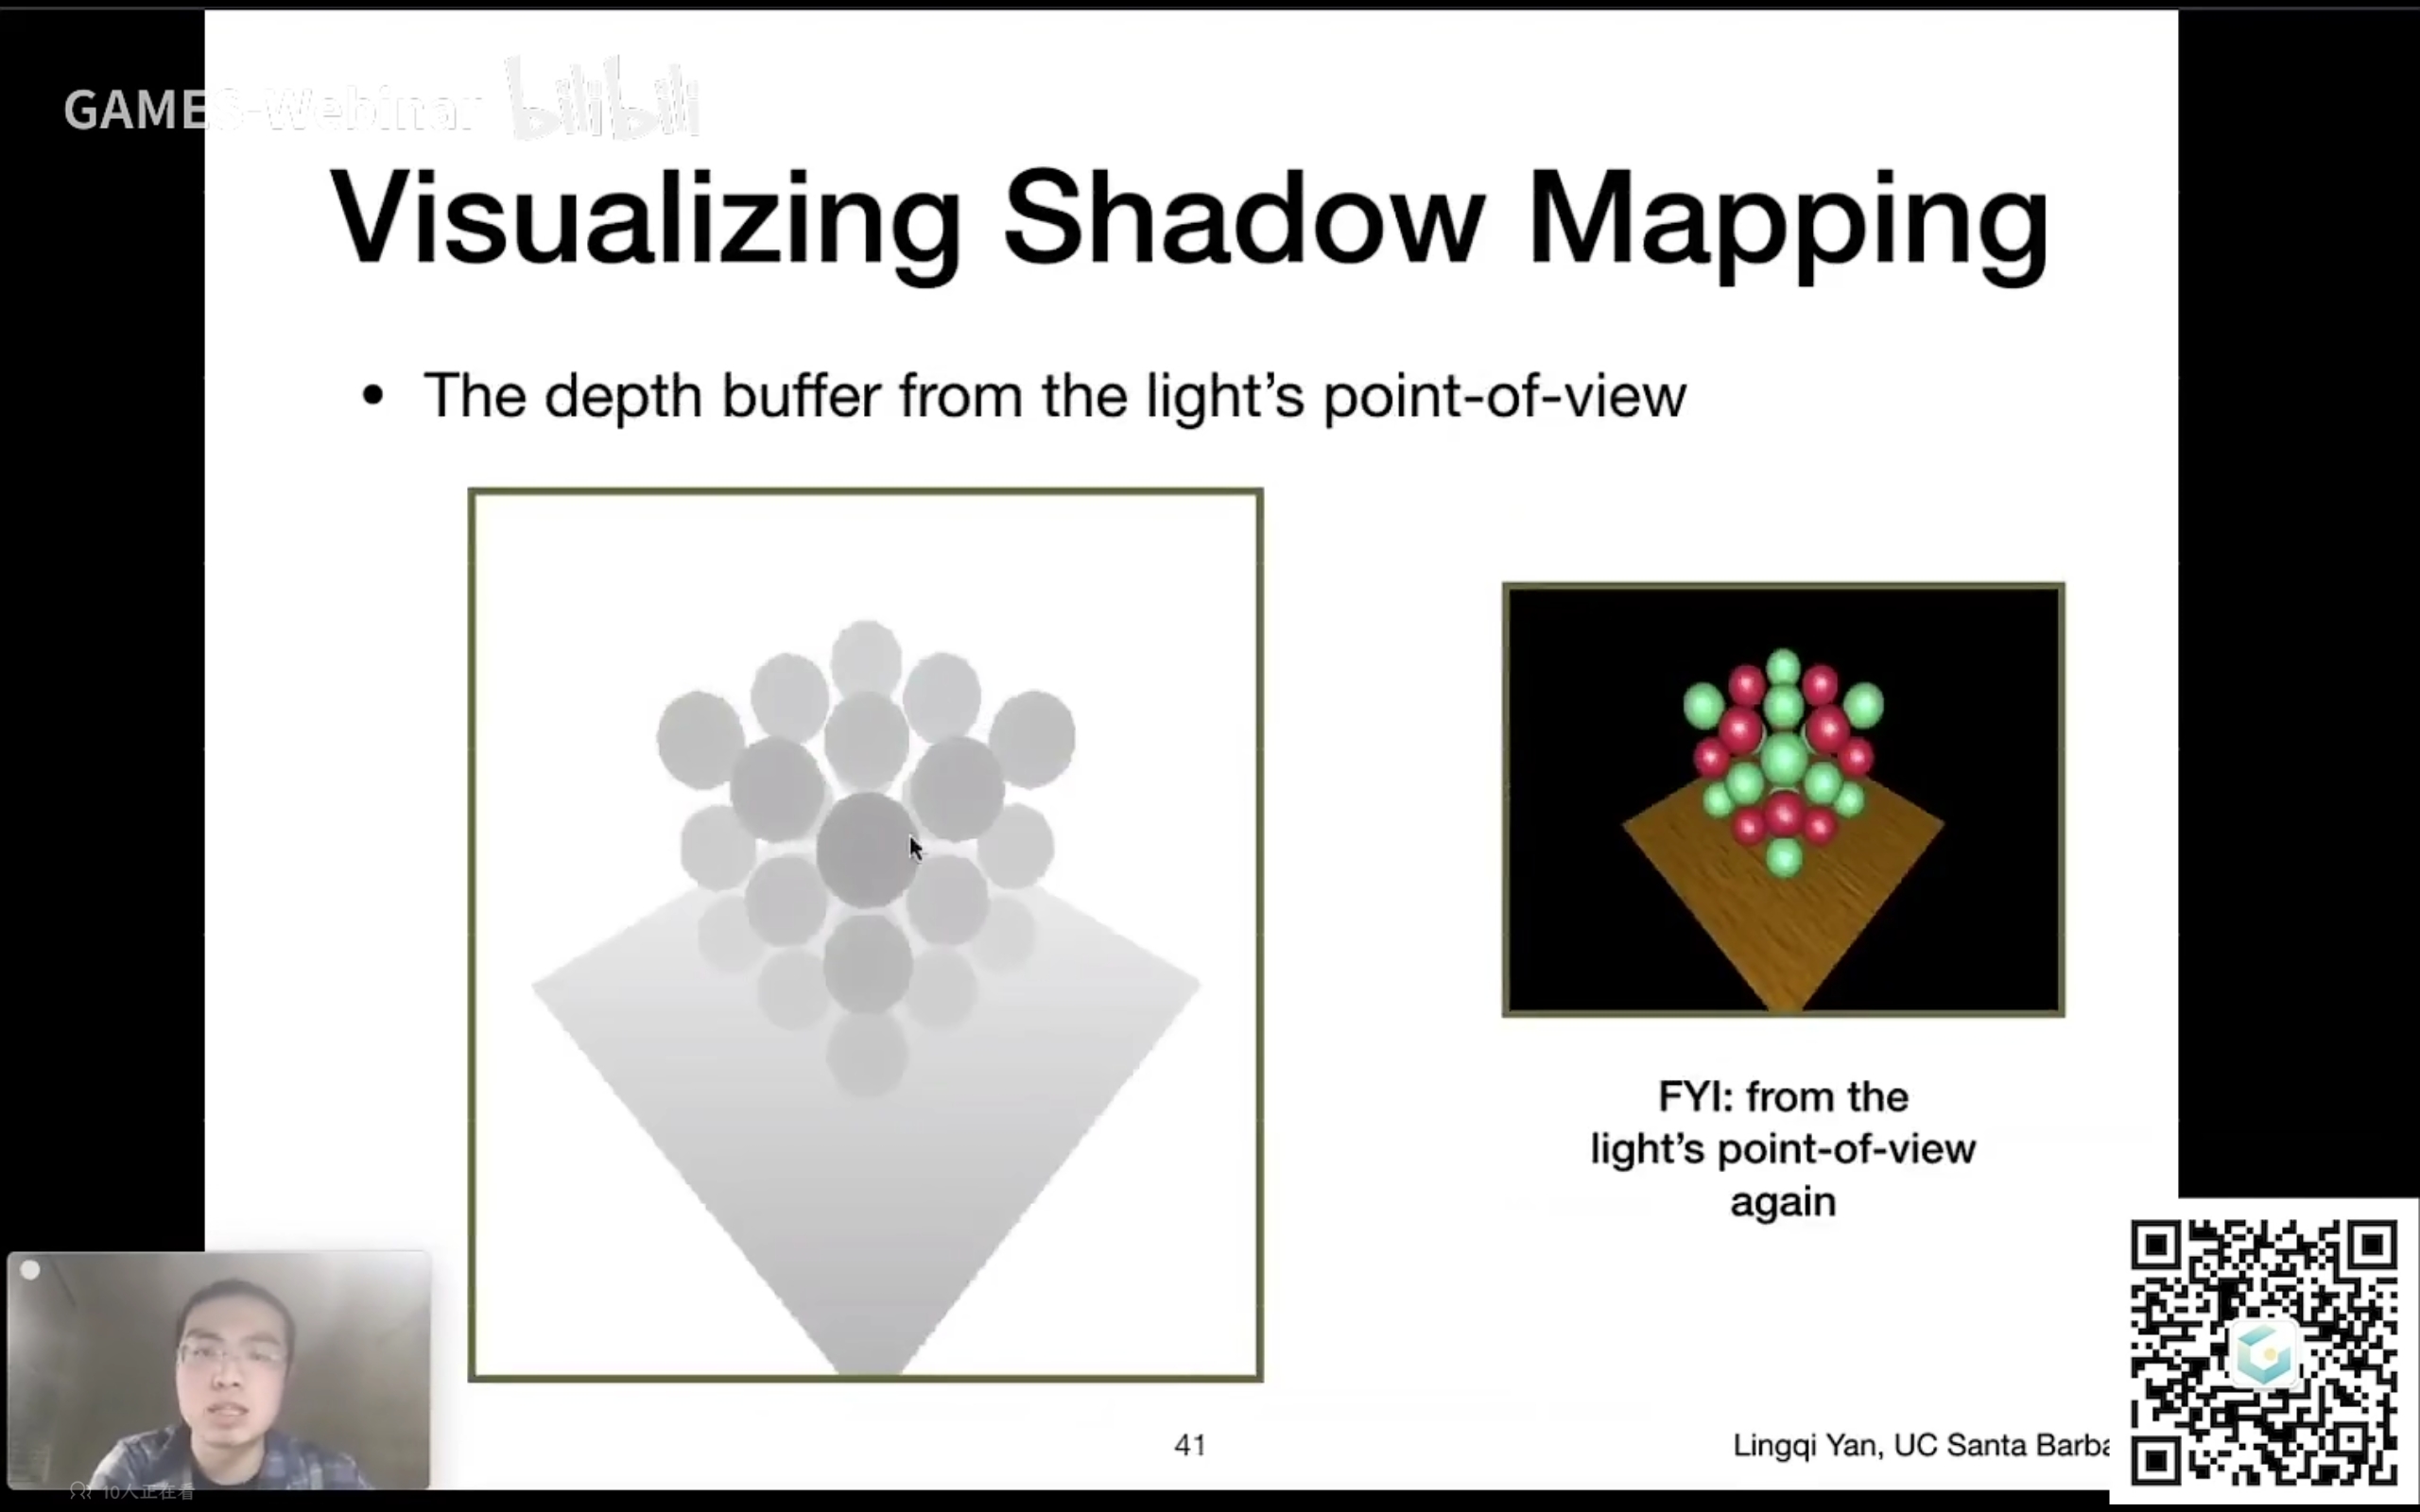 GAMES-Webinar bilibili
Visualizing Shadow Mapping
• The depth buffer from the light's point-of-view
FYI: from the
light's point-of-view
again
41
Lingqi Yan, UC Santa Barba
10人正在看